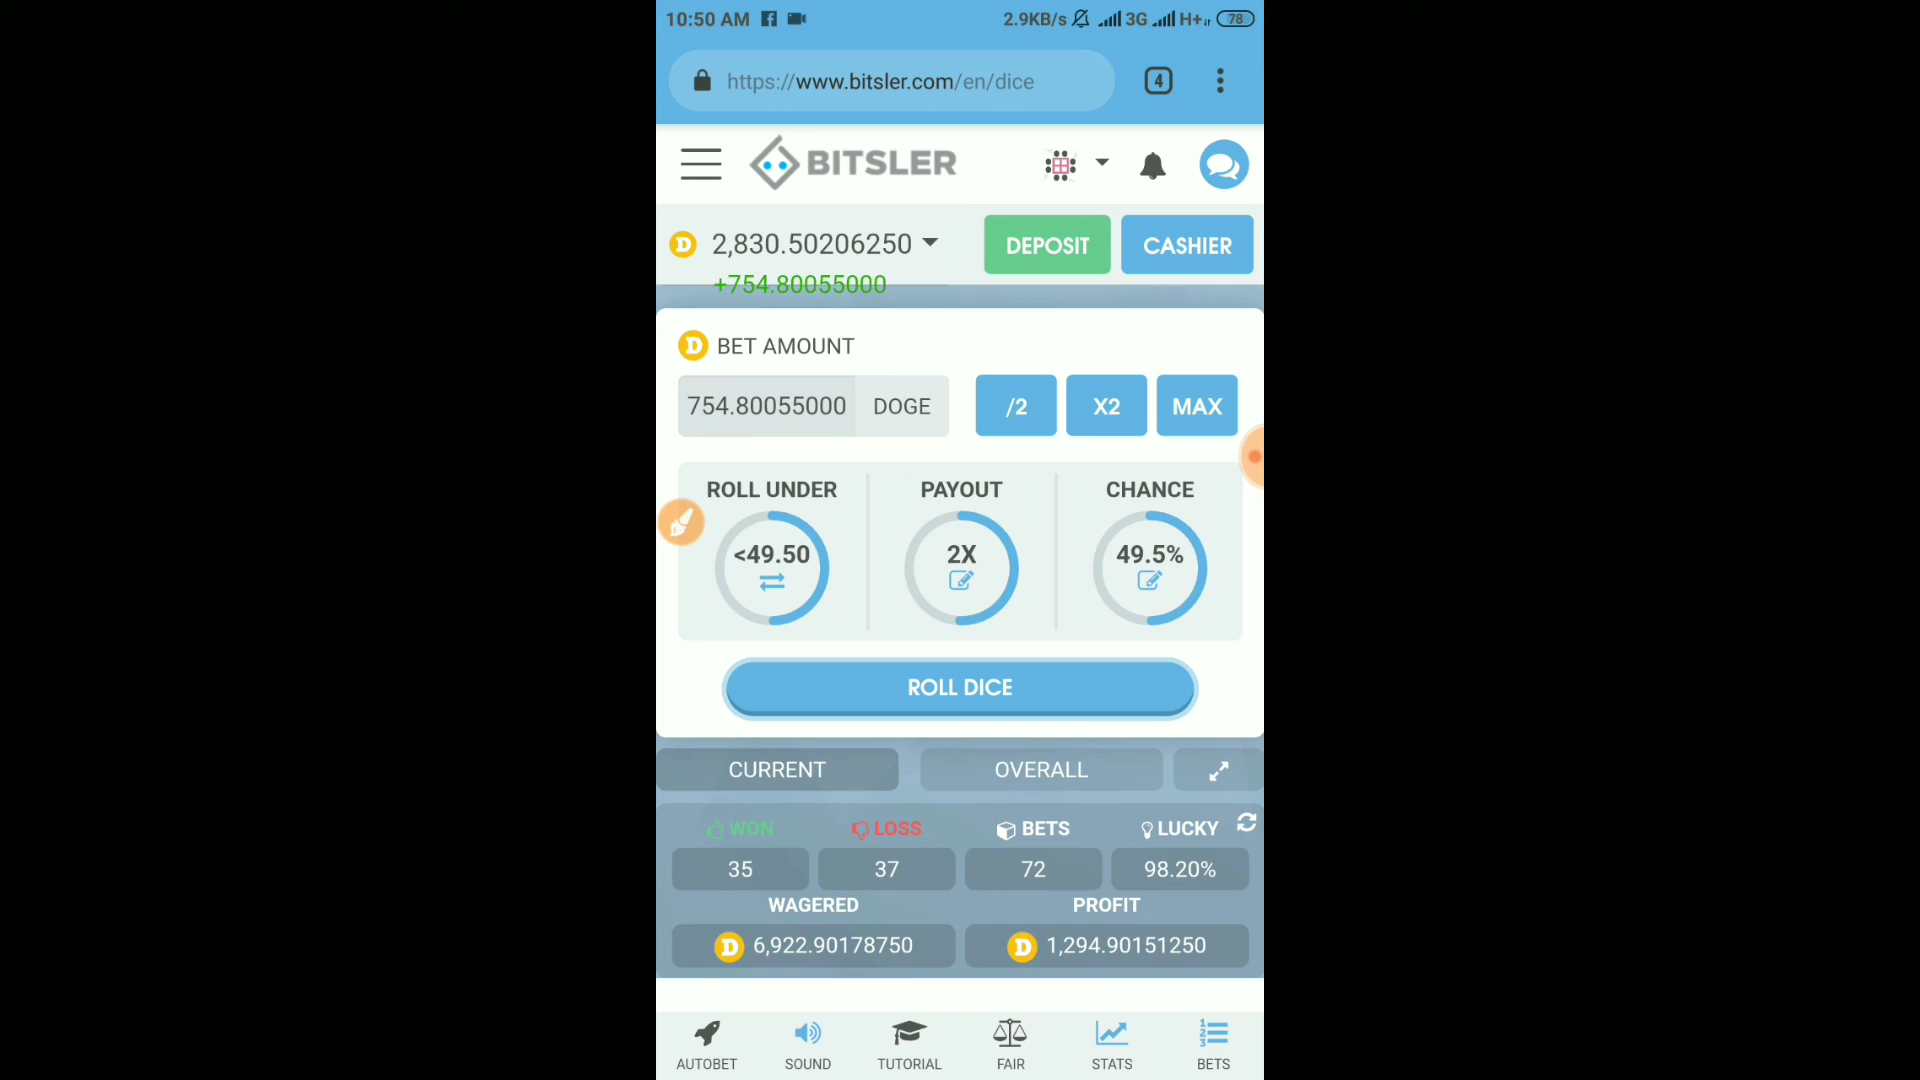 10:50 AM 2.9KB/s 3G H+ 78
https://www.bitsler.com/en/dice 4
BITSLER
2,830.50206250 DEPOSIT CASHIER
+754.80055000
BET AMOUNT
754.80055000 DOGE /2 X2 MAX
ROLL UNDER PAYOUT CHANCE
<49.50 2X 49.5%
ROLL DICE
CURRENT OVERALL
WON LOSS BETS LUCKY
35 37 72 98.20%
WAGERED PROFIT
6,922.90178750 1,294.90151250
AUTOBET SOUND TUTORIAL FAIR STATS BETS